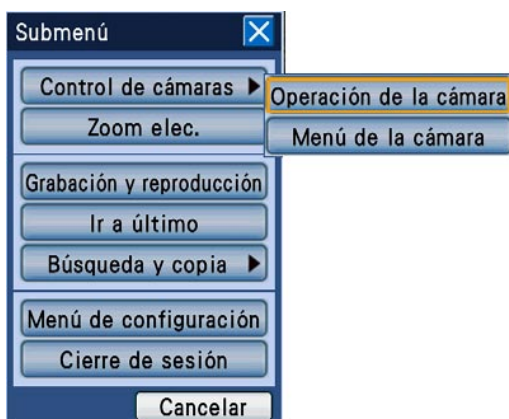 Submenú
Control de cámaras
Operación de la cámara
Zoom elec.
Menú de la cámara
Grabación y reproducción
Ir a último
Búsqueda y copia
Menú de configuración
Cierre de sesión
Cancelar